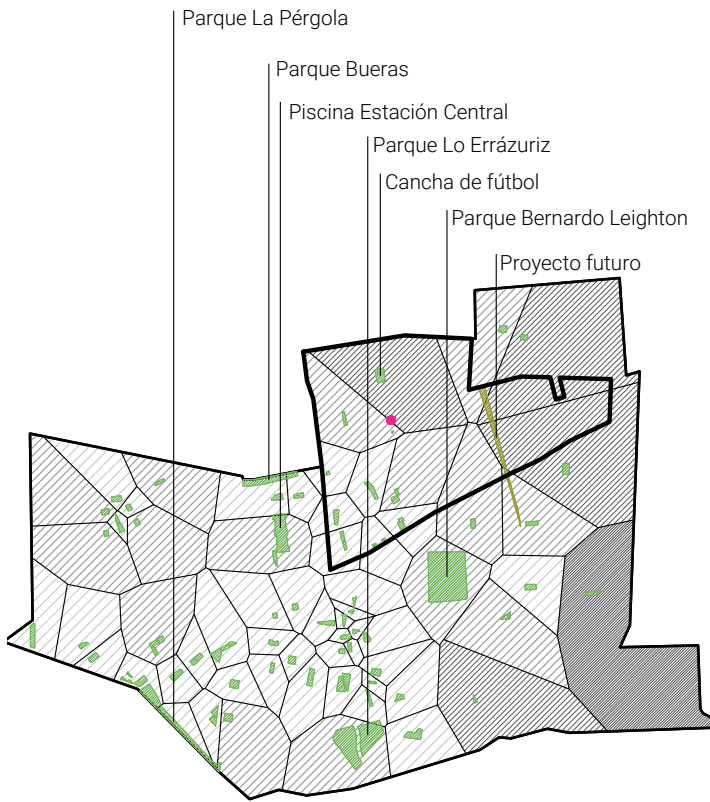 Parque La Pérgola
Parque Bueras
Piscina Estación Central
Parque Lo Errázuriz
Cancha de fútbol
Parque Bernardo Leighton
Proyecto futuro